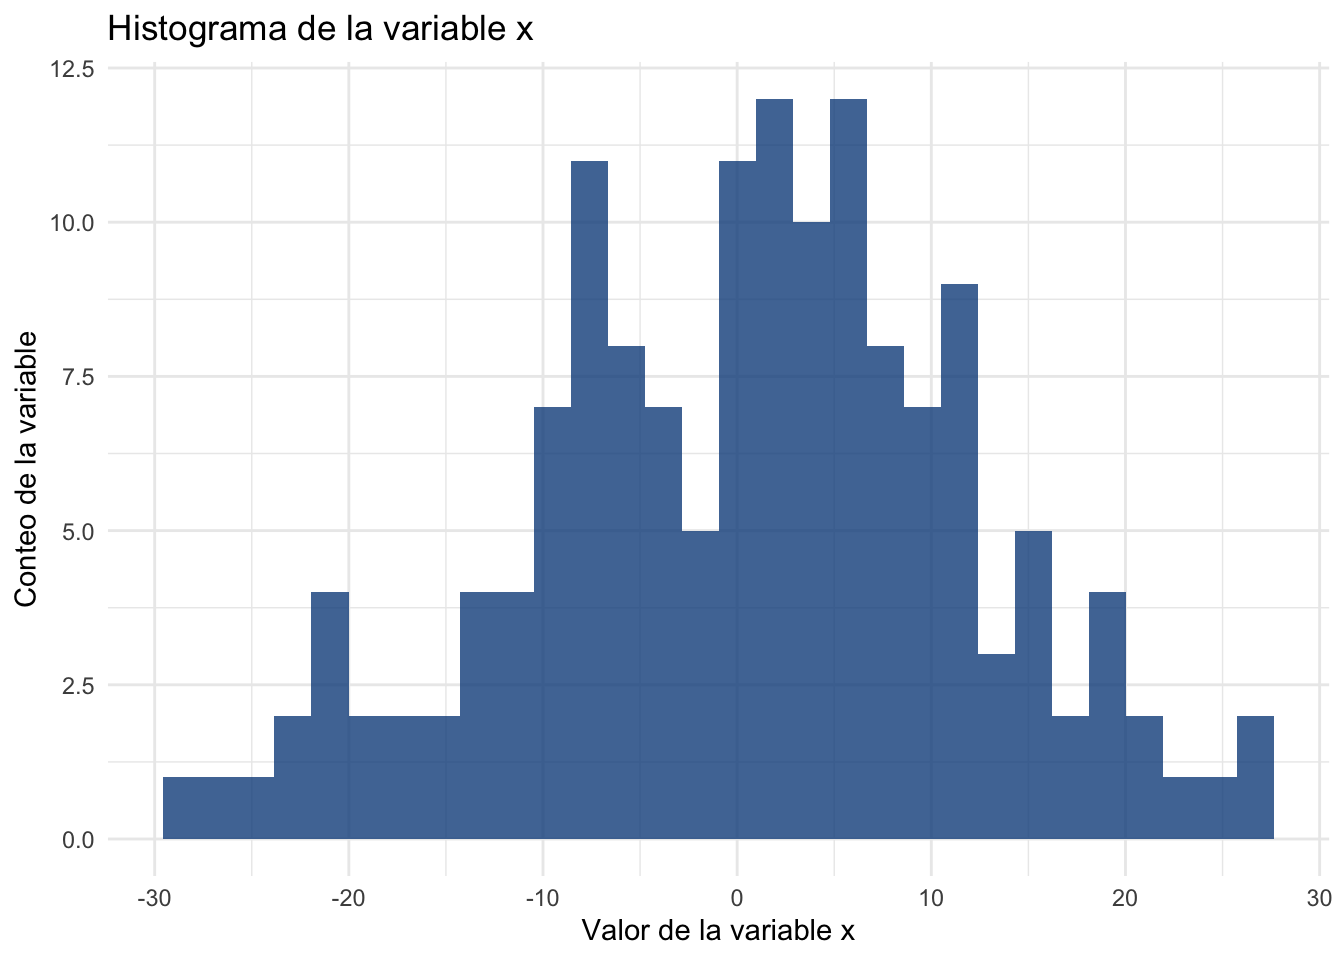 Histograma de la variable x
12.5
10.0
7.5
5.0
2.5
0.0
Conteo de la variable
-30 -20 -10 0 10 20 30
Valor de la variable x